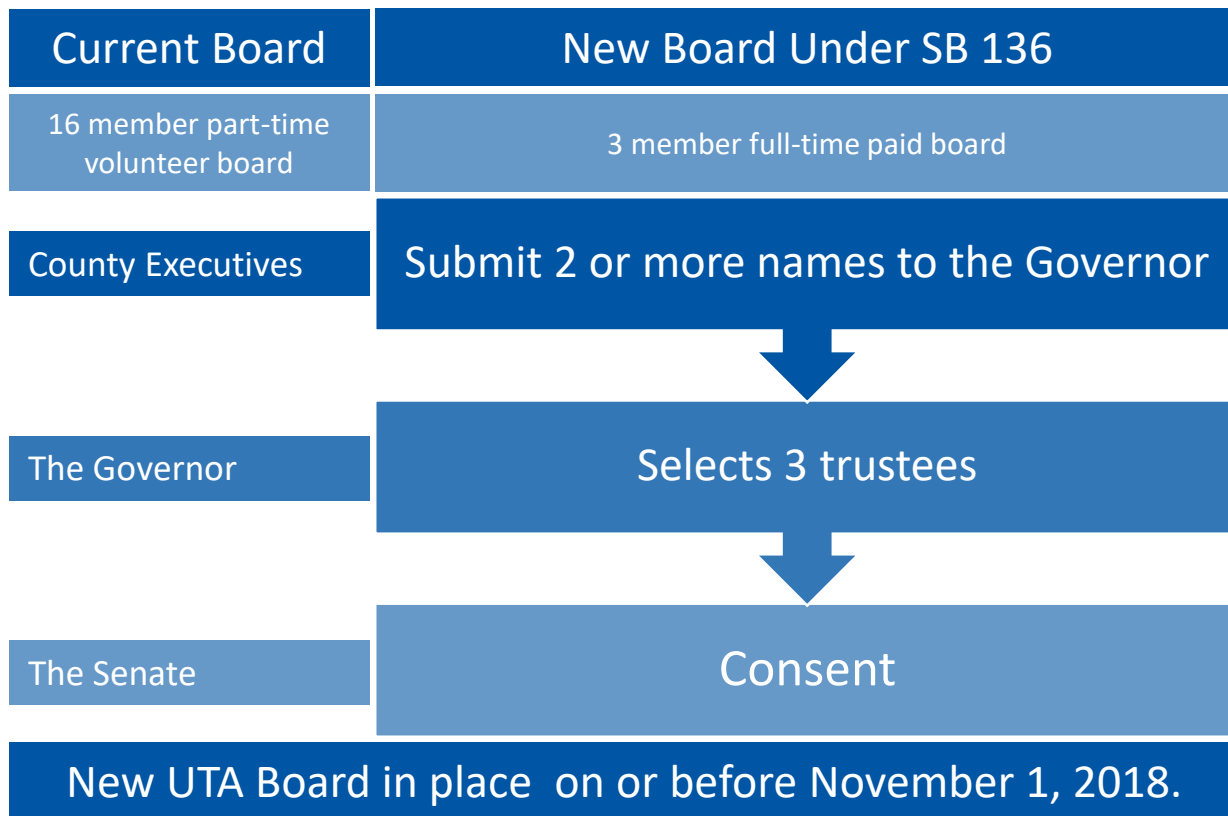 Current Board
New Board Under SB 136
16 member part-time
volunteer board
3 member full-time paid board
County Executives
Submit 2 or more names to the Governor
The Governor
Selects 3 trustees
The Senate
Consent
New UTA Board in place  on or before November 1, 2018.